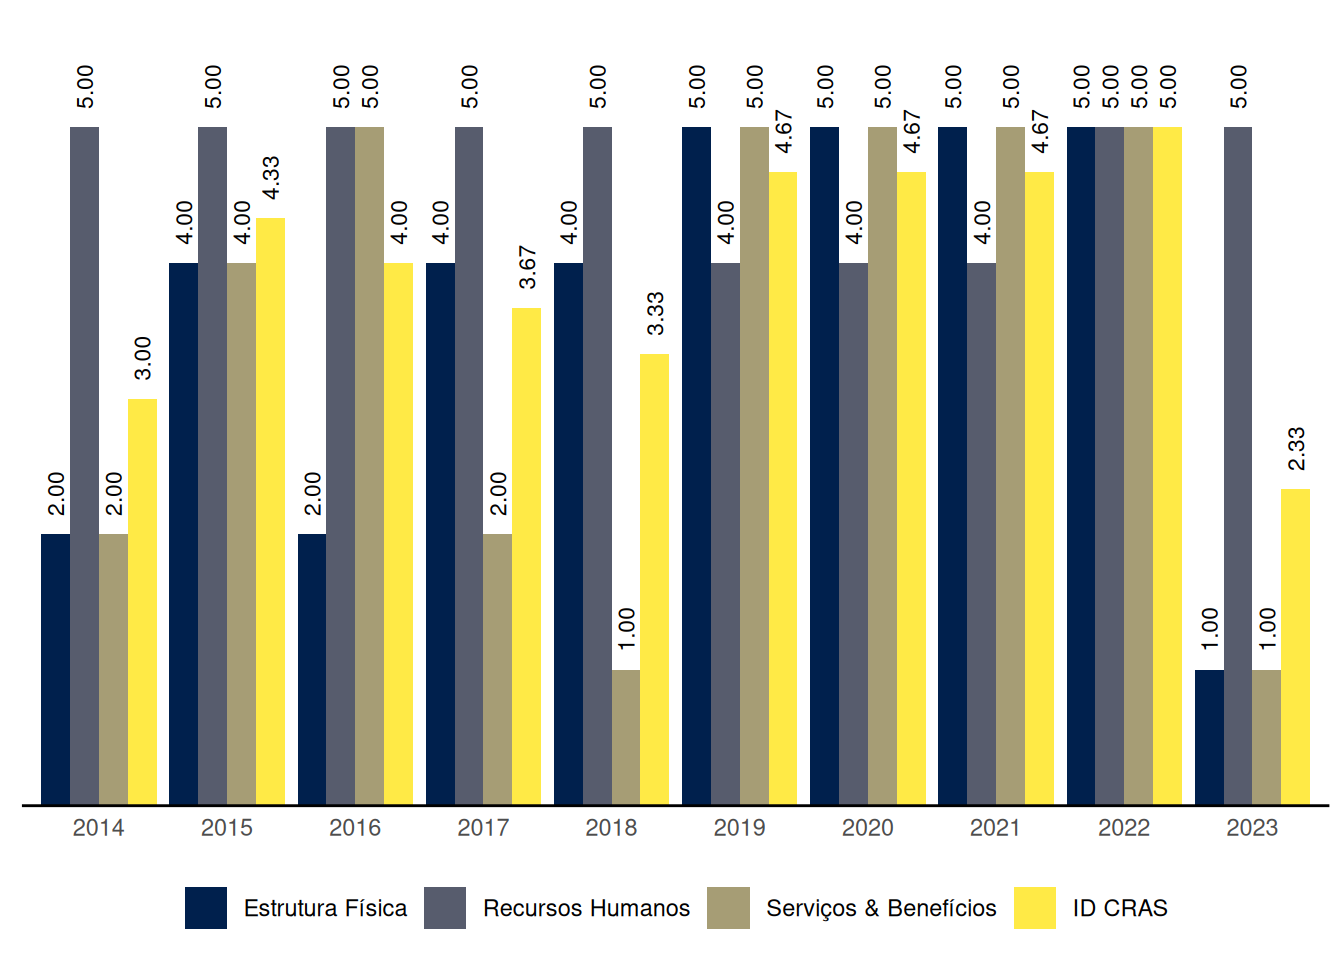 2.00 5.00 2.00 3.00
4.00 5.00 4.00 4.33
2.00 5.00 5.00 4.00
4.00 5.00 2.00 3.67
4.00 5.00 1.00 3.33
5.00 4.00 5.00 4.67
5.00 4.00 5.00 4.67
5.00 4.00 5.00 4.67
5.00 5.00 5.00 5.00
1.00 5.00 1.00 2.33
2014 2015 2016 2017 2018 2019 2020 2021 2022 2023
Estrutura Física Recursos Humanos Serviços & Benefícios ID CRAS